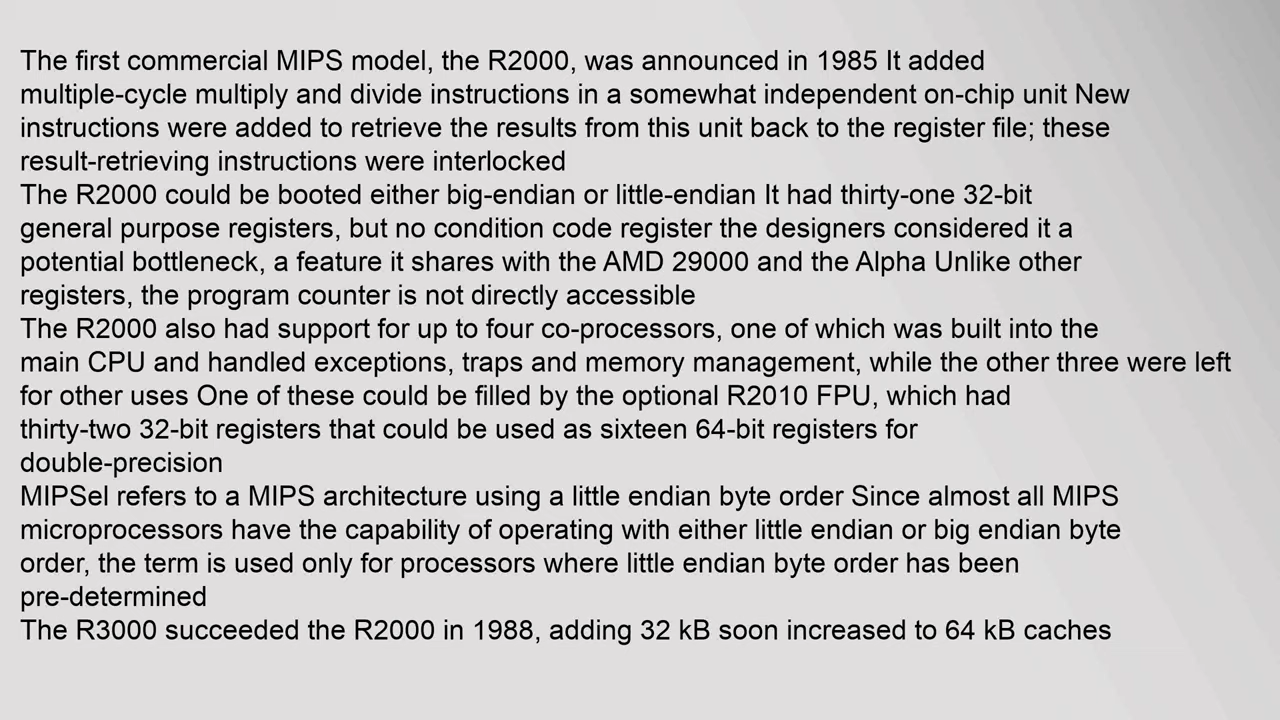 The first commercial MIPS model, the R2000, was announced in 1985 It added
multiple-cycle multiply and divide instructions in a somewhat independent on-chip unit New
instructions were added to retrieve the results from this unit back to the register file; these
result-retrieving instructions were interlocked
The R2000 could be booted either big-endian or little-endian It had thirty-one 32-bit
general purpose registers, but no condition code register the designers considered it a
potential bottleneck, a feature it shares with the AMD 29000 and the Alpha Unlike other
registers, the program counter is not directly accessible
The R2000 also had support for up to four co-processors, one of which was built into the
main CPU and handled exceptions, traps and memory management, while the other three were left
for other uses One of these could be filled by the optional R2010 FPU, which had
thirty-two 32-bit registers that could be used as sixteen 64-bit registers for
double-precision
MIPSel refers to a MIPS architecture using a little endian byte order Since almost all MIPS
microprocessors have the capability of operating with either little endian or big endian byte
order, the term is used only for processors where little endian byte order has been
pre-determined
The R3000 succeeded the R2000 in 1988, adding 32 kB soon increased to 64 kB caches